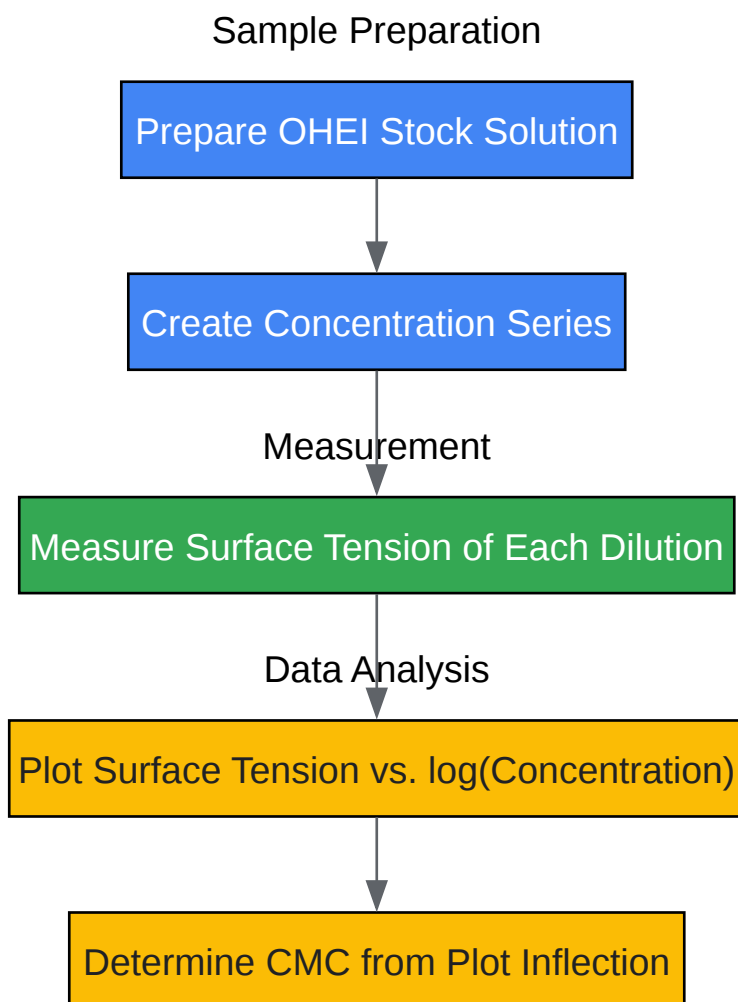 Sample Preparation
Prepare OHEI Stock Solution
Create Concentration Series
Measurement
Measure Surface Tension of Each Dilution
Data Analysis
Plot Surface Tension vs. log(Concentration)
Determine CMC from Plot Inflection